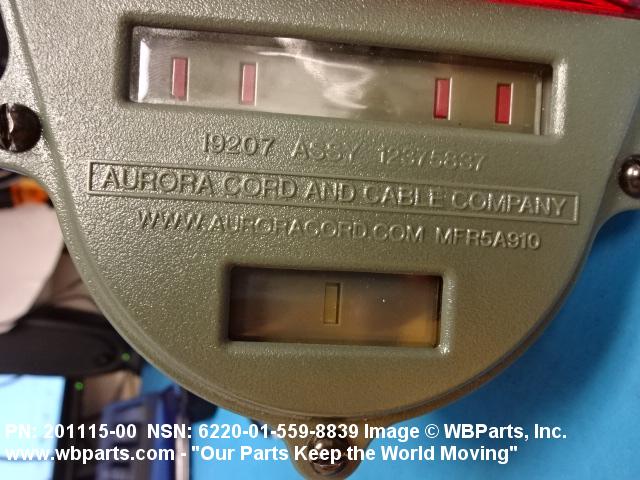 19207 ASSY 12375837
AURORA CORD AND CABLE COMPANY
WWW.AURORACORD.COM MFR5A910
PN: 201115-00 NSN: 6220-01-559-8839 Image © WBParts, Inc.
www.wbparts.com - "Our Parts Keep the World Moving"